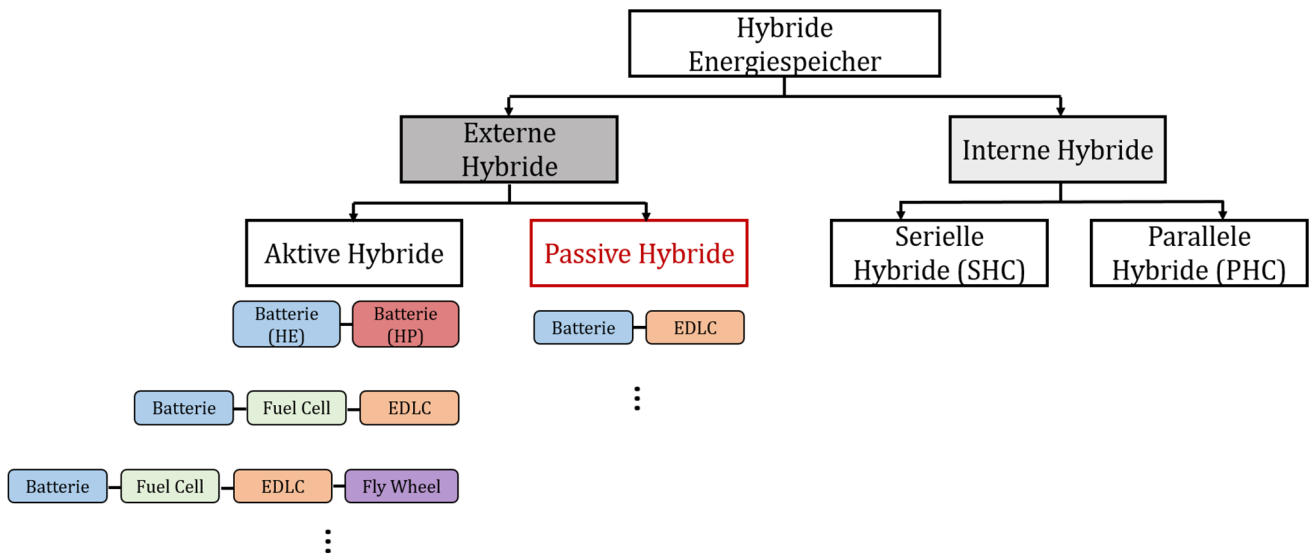 Hybride
Energiespeicher
Externe
Hybride
Interne Hybride
Aktive Hybride
Passive Hybride
Serielle
Hybride (SHC)
Parallele
Hybride (PHC)
Batterie
(HE)
Batterie
(HP)
Batterie
EDLC
Batterie
Fuel Cell
EDLC
Batterie
Fuel Cell
EDLC
Fly Wheel